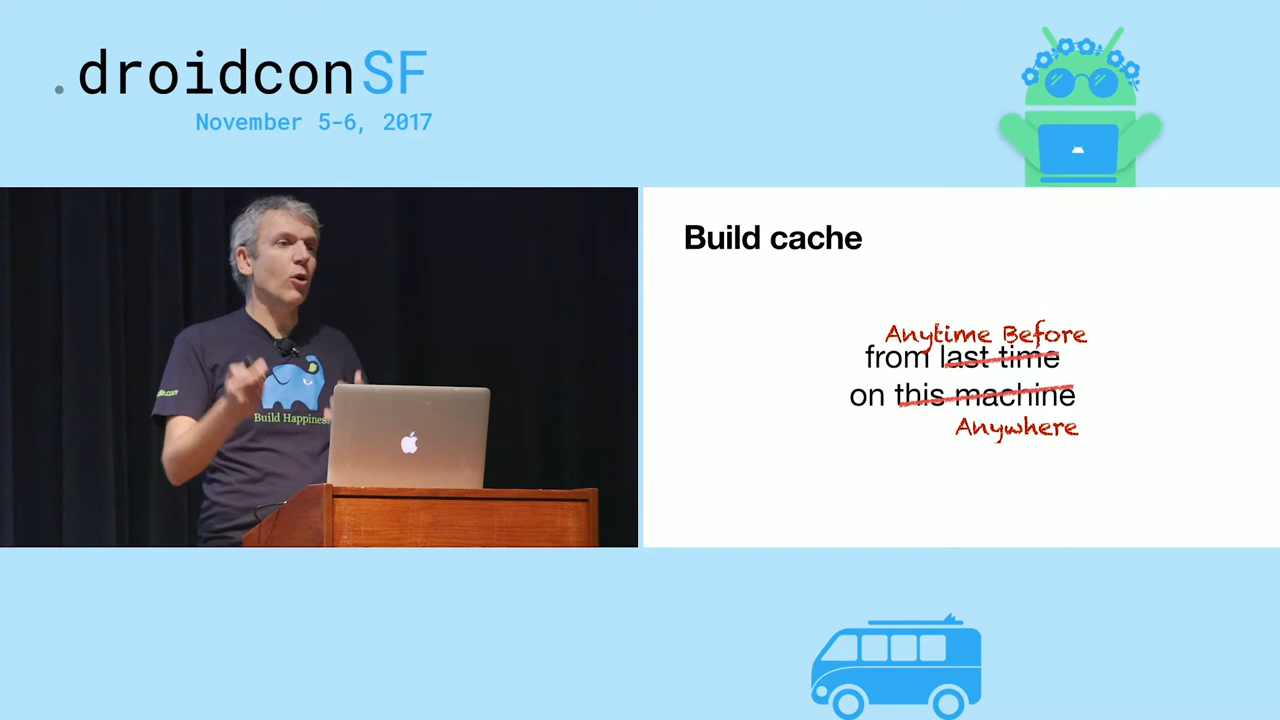 .droidconSF
November 5-6, 2017
Build Happiness
Build cache
Anytime Before
from last time
on this machine
Anywhere